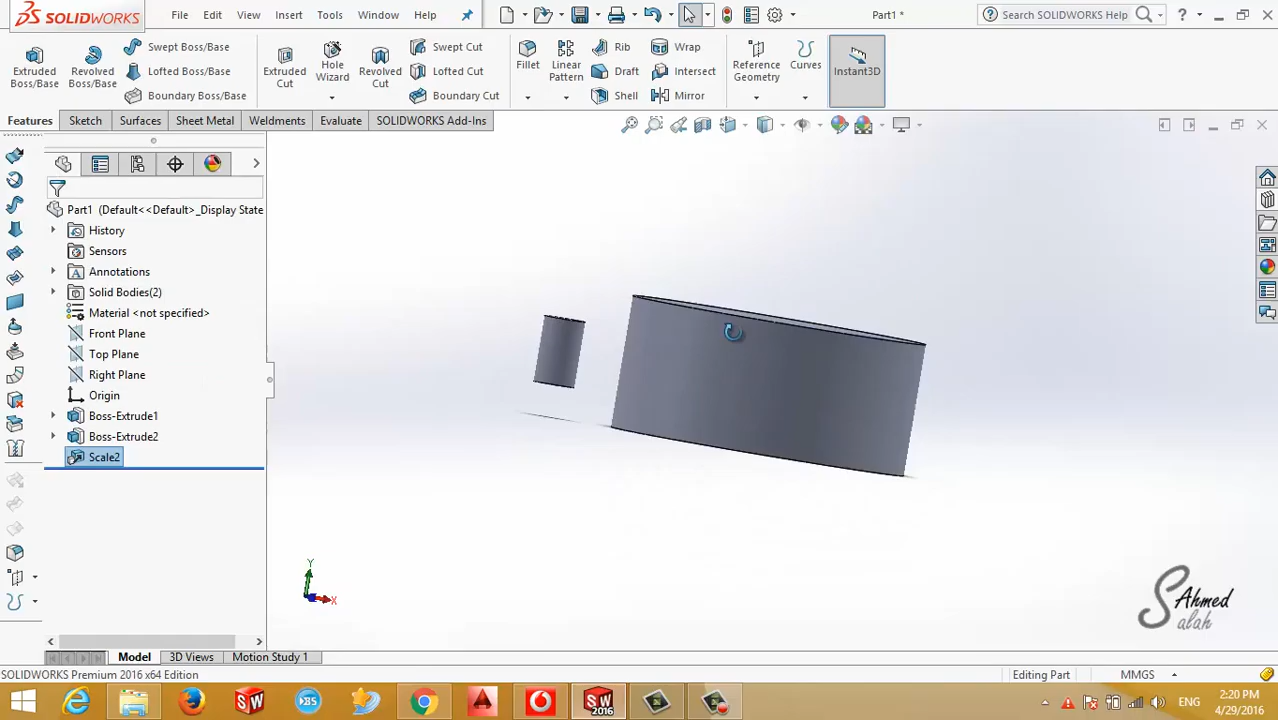 SOLIDWORKS File Edit View Insert Tools Window Help Part1 * Search SOLIDWORKS Help
Extruded Boss/Base Revolved Boss/Base Swept Boss/Base Lofted Boss/Base Boundary Boss/Base Extruded Cut Hole Wizard Revolved Cut Swept Cut Lofted Cut Boundary Cut Fillet Linear Pattern Rib Draft Shell Wrap Intersect Mirror Reference Geometry Curves Instant3D
Features Sketch Surfaces Sheet Metal Weldments Evaluate SOLIDWORKS Add-Ins
Part1 (Default<<Default>_Display State
History
Sensors
Annotations
Solid Bodies(2)
Material <not specified>
Front Plane
Top Plane
Right Plane
Origin
Boss-Extrude1
Boss-Extrude2
Scale2
Y
X
Ahmed
Salah
Model 3D Views Motion Study 1
SOLIDWORKS Premium 2016 x64 Edition Editing Part MMGS
ENG 2:20 PM
4/29/2016